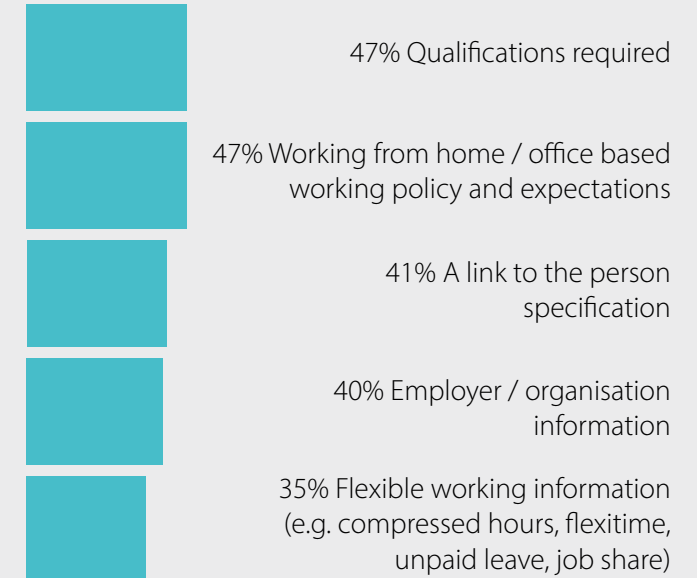 47% Qualifications required
47% Working from home / office based
working policy and expectations
41% A link to the person
specification
40% Employer / organisation
information
35% Flexible working information
(e.g. compressed hours, flexitime,
unpaid leave, job share)